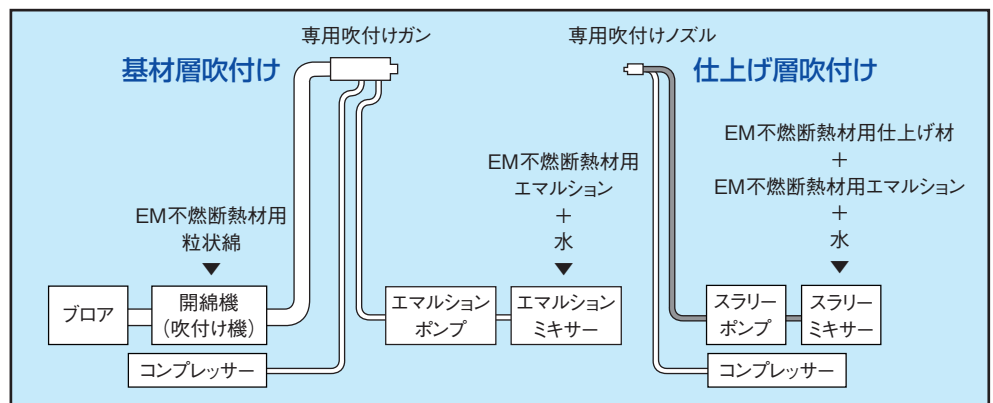 専用吹付けガン
基材層吹付け
EM不燃断熱材用
粒状綿
▼
ブロア
開綿機
（吹付け機）
コンプレッサー
EM不燃断熱材用
エマルション
＋
水
▼
エマルション
ポンプ
エマルション
ミキサー
専用吹付けノズル
仕上げ層吹付け
EM不燃断熱材用仕上げ材
＋
EM不燃断熱材用エマルション
＋
水
▼
スラリー
ポンプ
スラリー
ミキサー
コンプレッサー